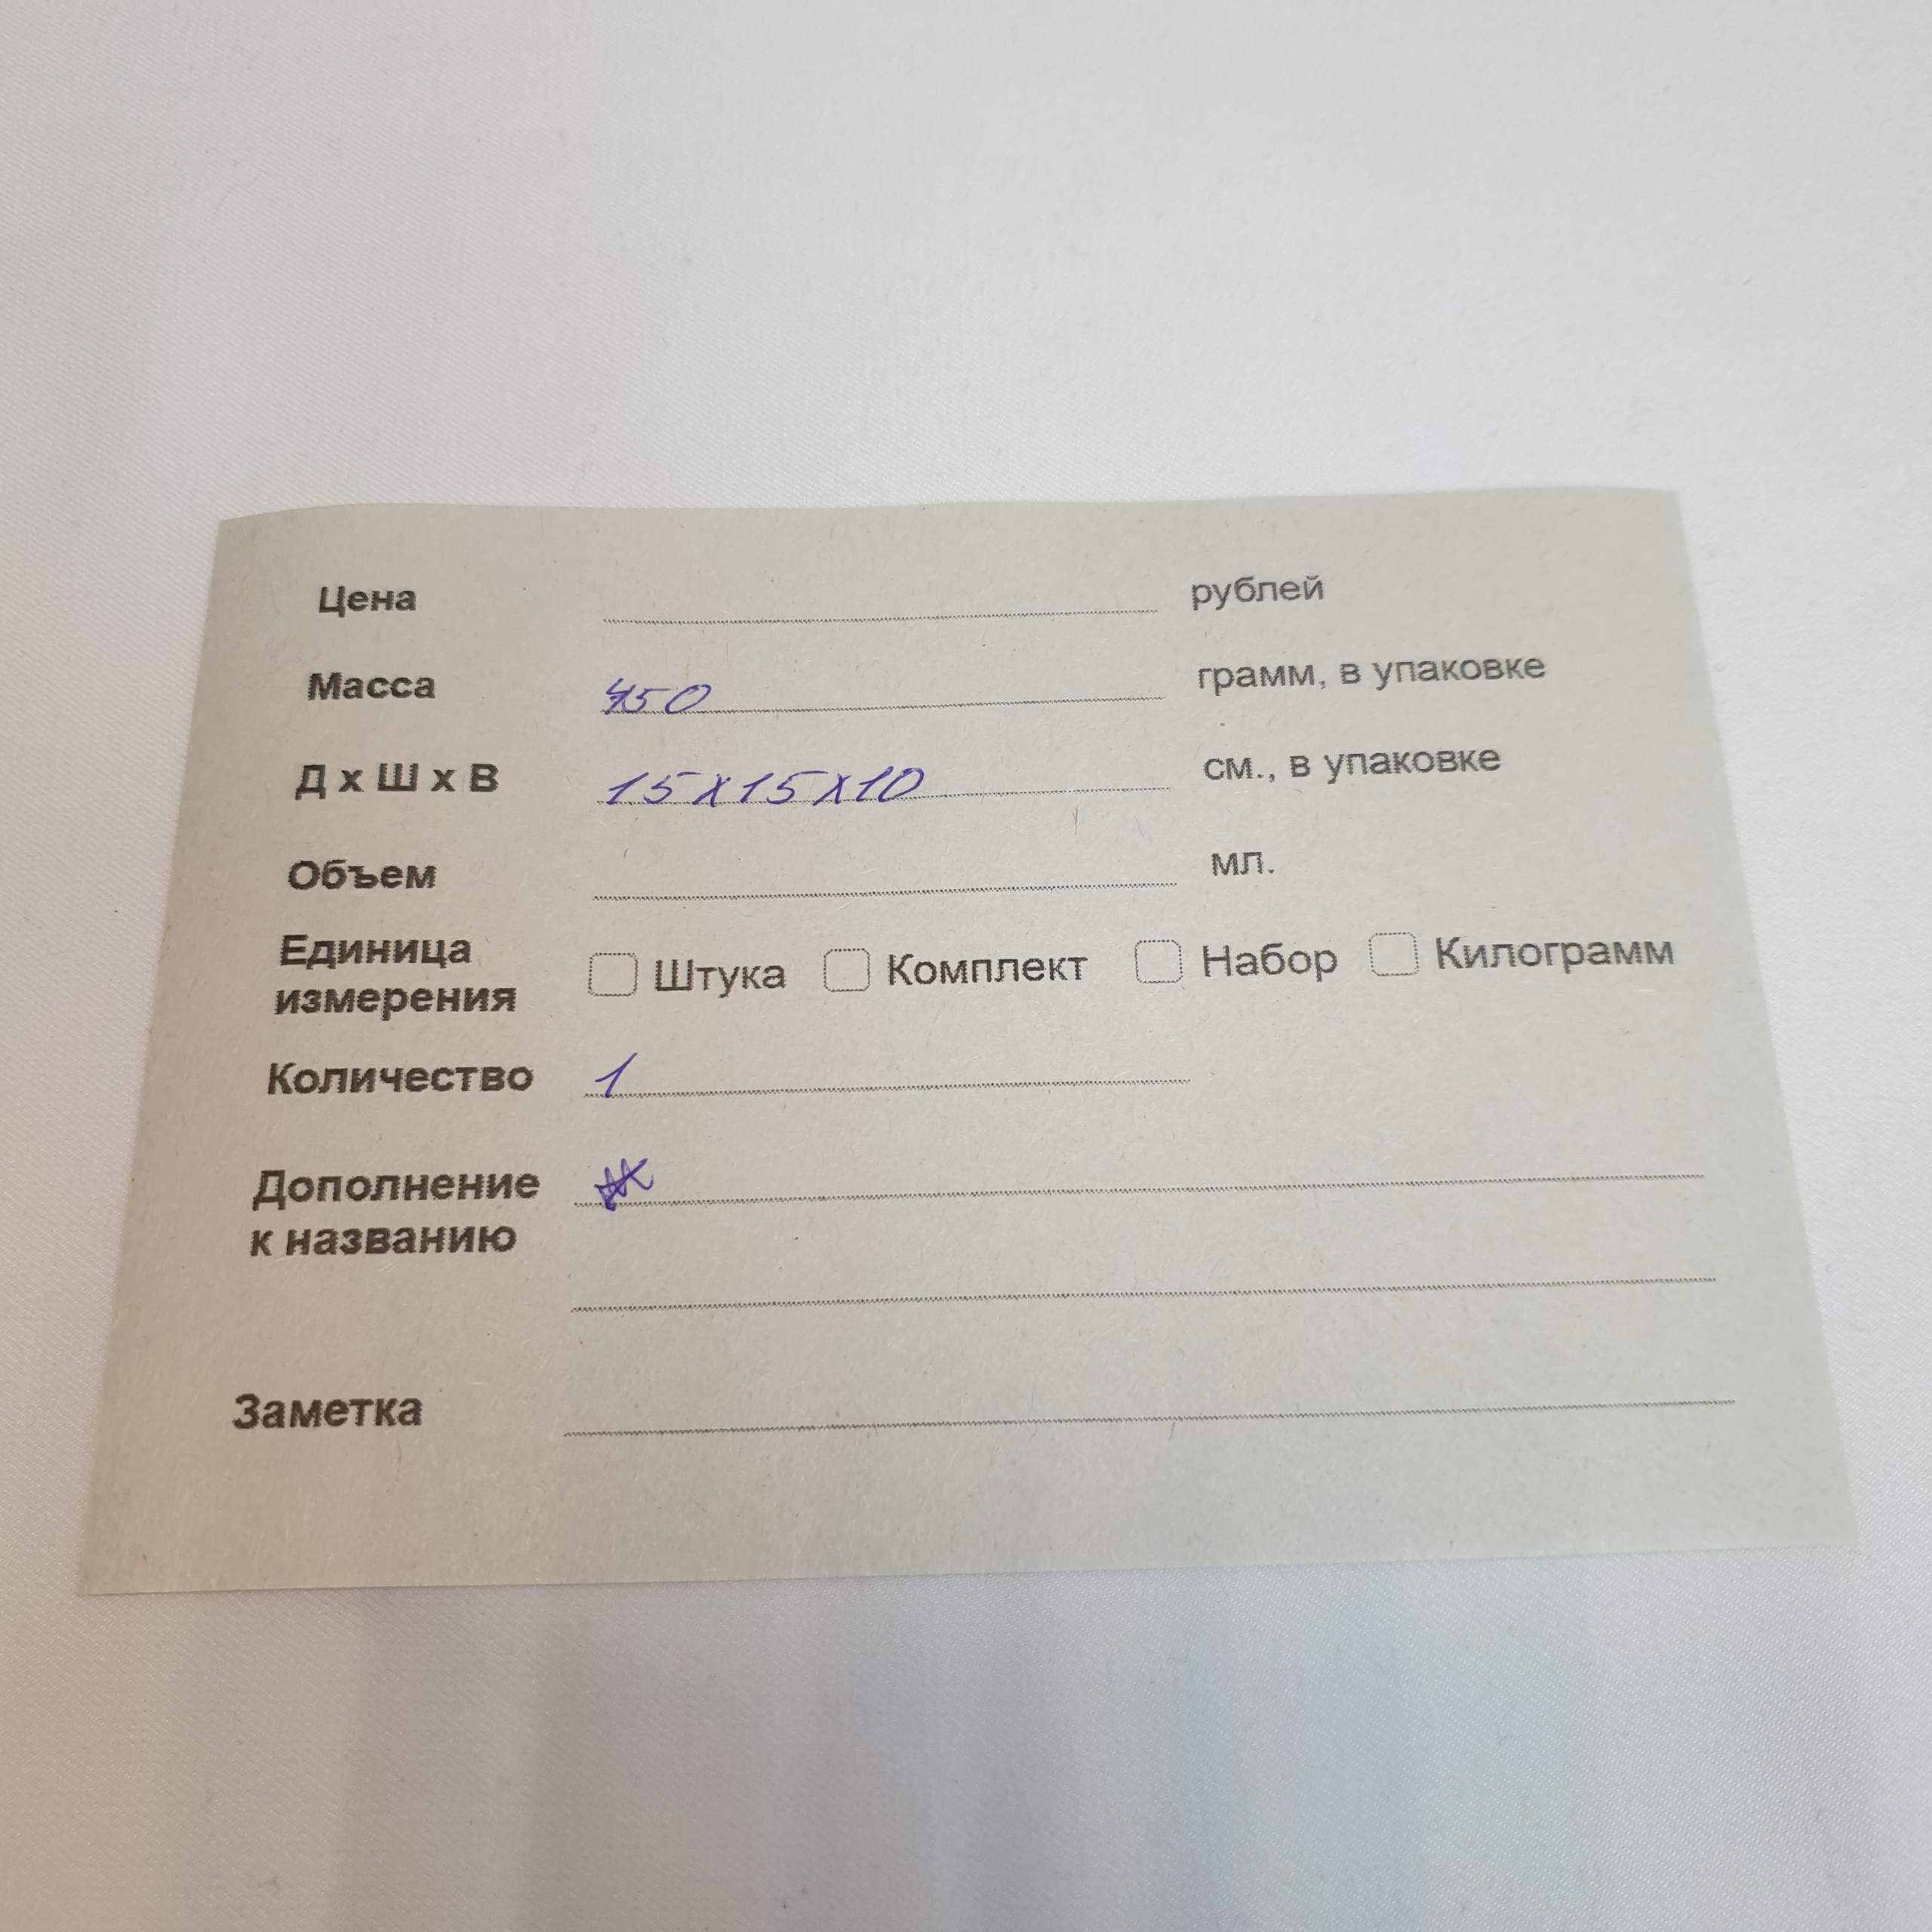 Цена рублей
Масса 450 грамм, в упаковке
Д х Ш х В 15х15х10 см., в упаковке
Объем мл.
Единица измерения Штука Комплект Набор Килограмм
Количество 1
Дополнение
к названию
Заметка